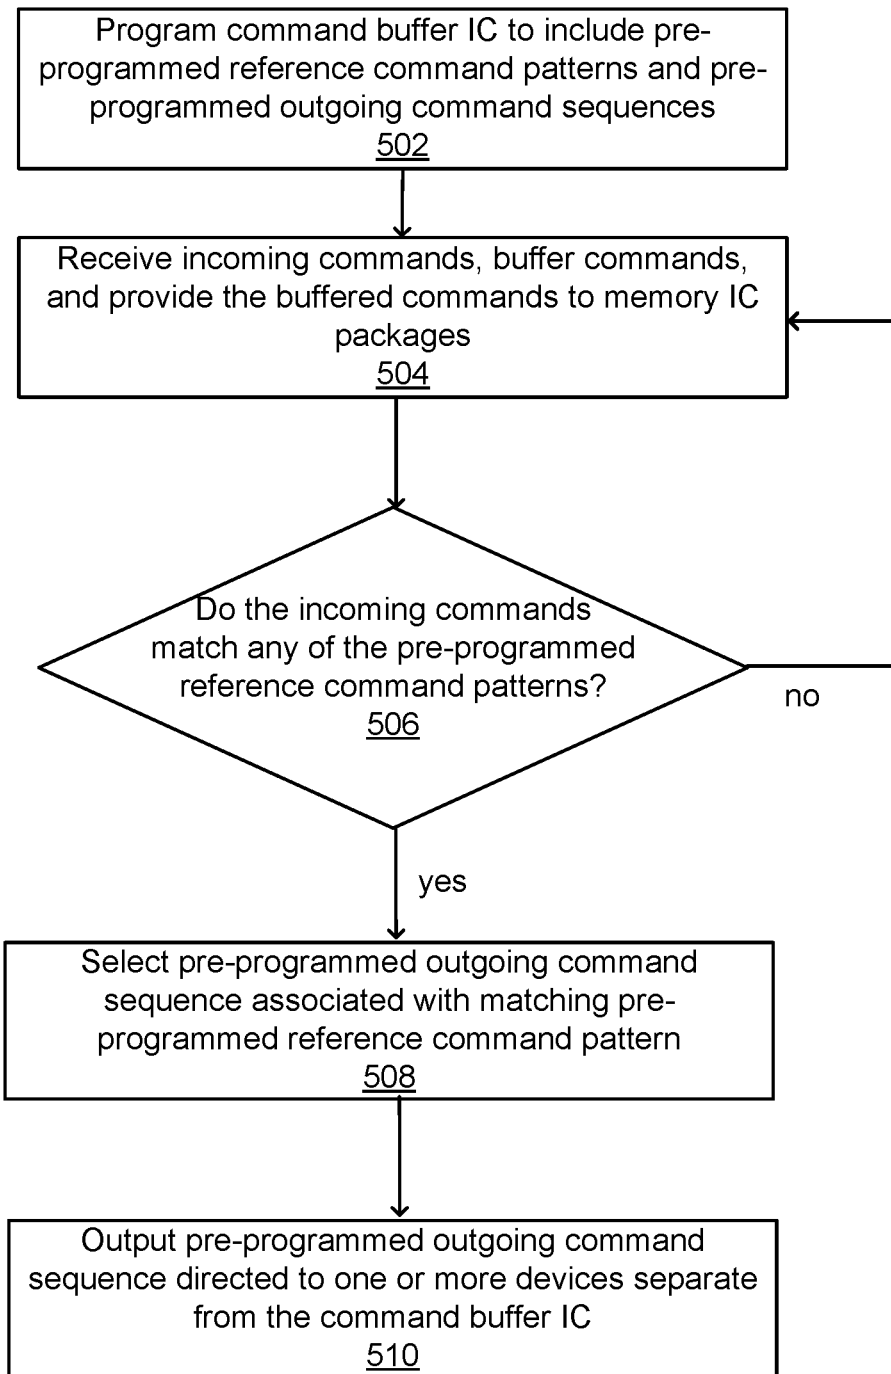 Program command buffer IC to include pre-
programmed reference command patterns and pre-
programmed outgoing command sequences
502
Receive incoming commands, buffer commands,
and provide the buffered commands to memory IC
packages
504
Do the incoming commands
match any of the pre-programmed
reference command patterns?
506
no
yes
Select pre-programmed outgoing command
sequence associated with matching pre-
programmed reference command pattern
508
Output pre-programmed outgoing command
sequence directed to one or more devices separate
from the command buffer IC
510